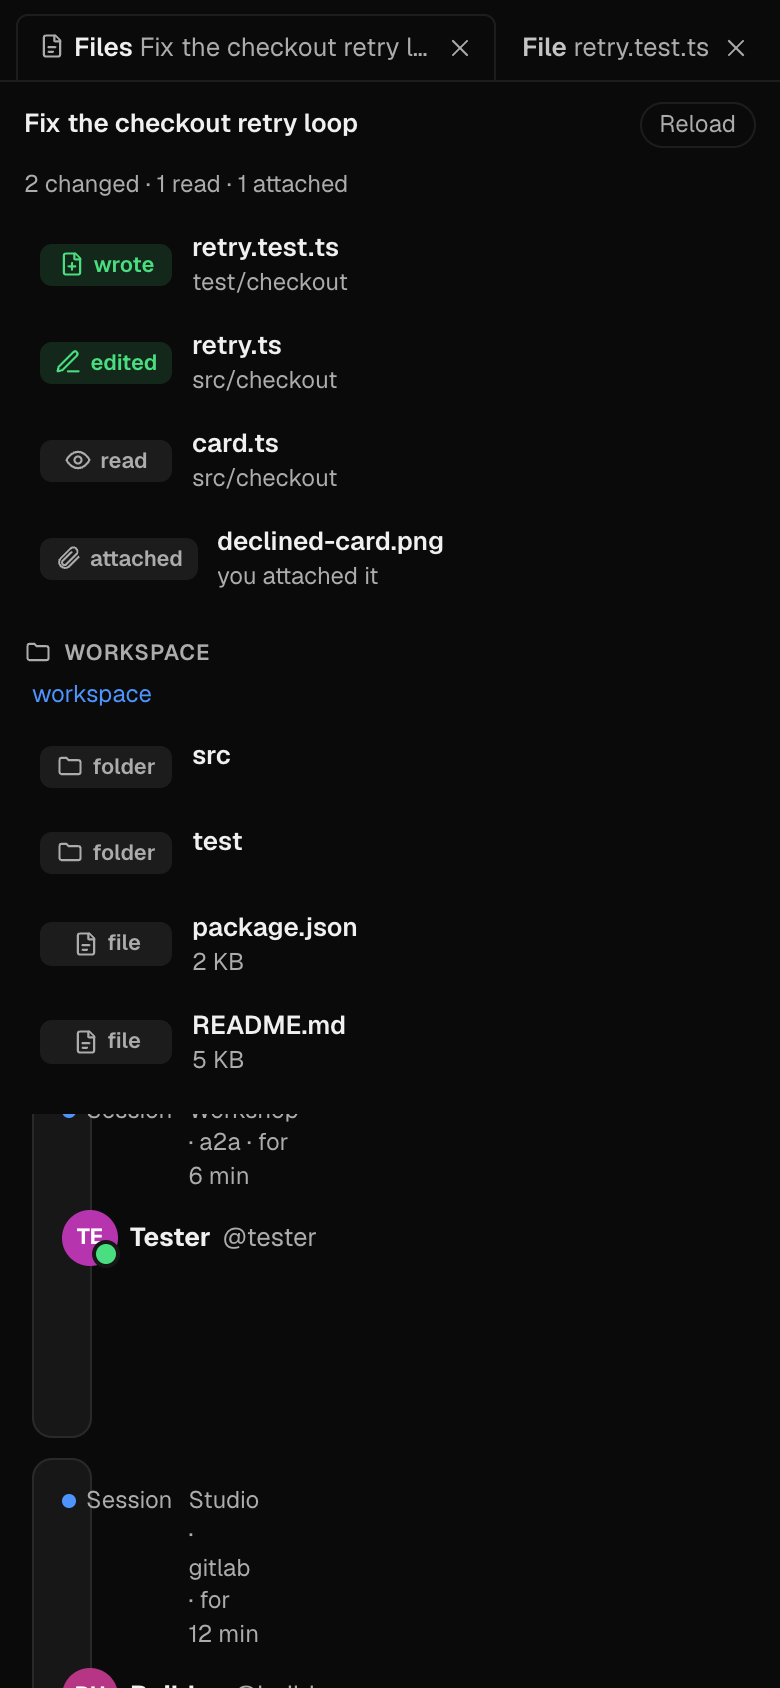 Files Fix the checkout retry l... File retry.test.ts
Fix the checkout retry loop Reload
2 changed · 1 read · 1 attached
wrote retry.test.ts
test/checkout
edited retry.ts
src/checkout
read card.ts
src/checkout
attached declined-card.png
you attached it
WORKSPACE
workspace
folder src
folder test
file package.json
2 KB
file README.md
5 KB
Session Workshop
· a2a · for
6 min
TE Tester @tester
Session Studio
·
gitlab
· for
12 min